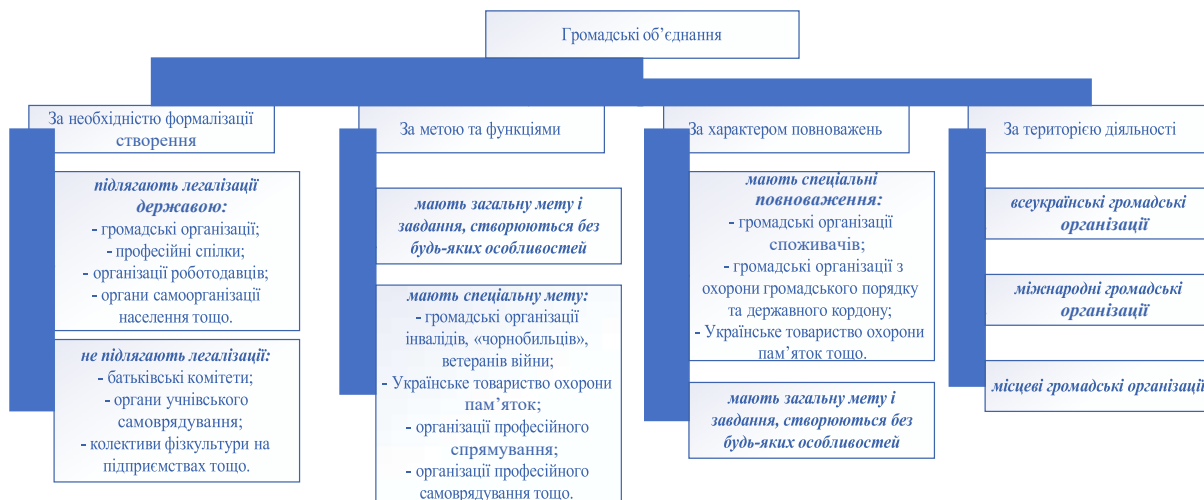 Громадські об’єднання
За необхідністю формалізації
створення
підлягають легалізації
державою:
- громадські організації;
- професійні спілки;
- організації роботодавців;
- органи самоорганізації
населення тощо.
не підлягають легалізації:
- батьківські комітети;
- органи учнівського
самоврядування;
- колективи фізкультури на
підприємствах тощо.
За метою та функціями
мають загальну мету і
завдання, створюються без
будь-яких особливостей
мають спеціальну мету:
- громадські організації
інвалідів, «чорнобильців»,
ветеранів війни;
- Українське товариство охорони
пам’яток;
- організації професійного
спрямування;
- організації професійного
самоврядування тощо.
За характером повноважень
мають спеціальні
повноваження:
- громадські організації
споживачів;
- громадські організації з
охорони громадського порядку
та державного кордону;
- Українське товариство охорони
пам’яток тощо.
мають загальну мету і
завдання, створюються без
будь-яких особливостей
За територією діяльності
всеукраїнські громадські
організації
міжнародні громадські
організації
місцеві громадські організації